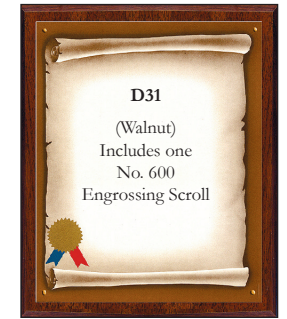 D31
(Walnut)
Includes one
No. 600
Engrossing Scroll